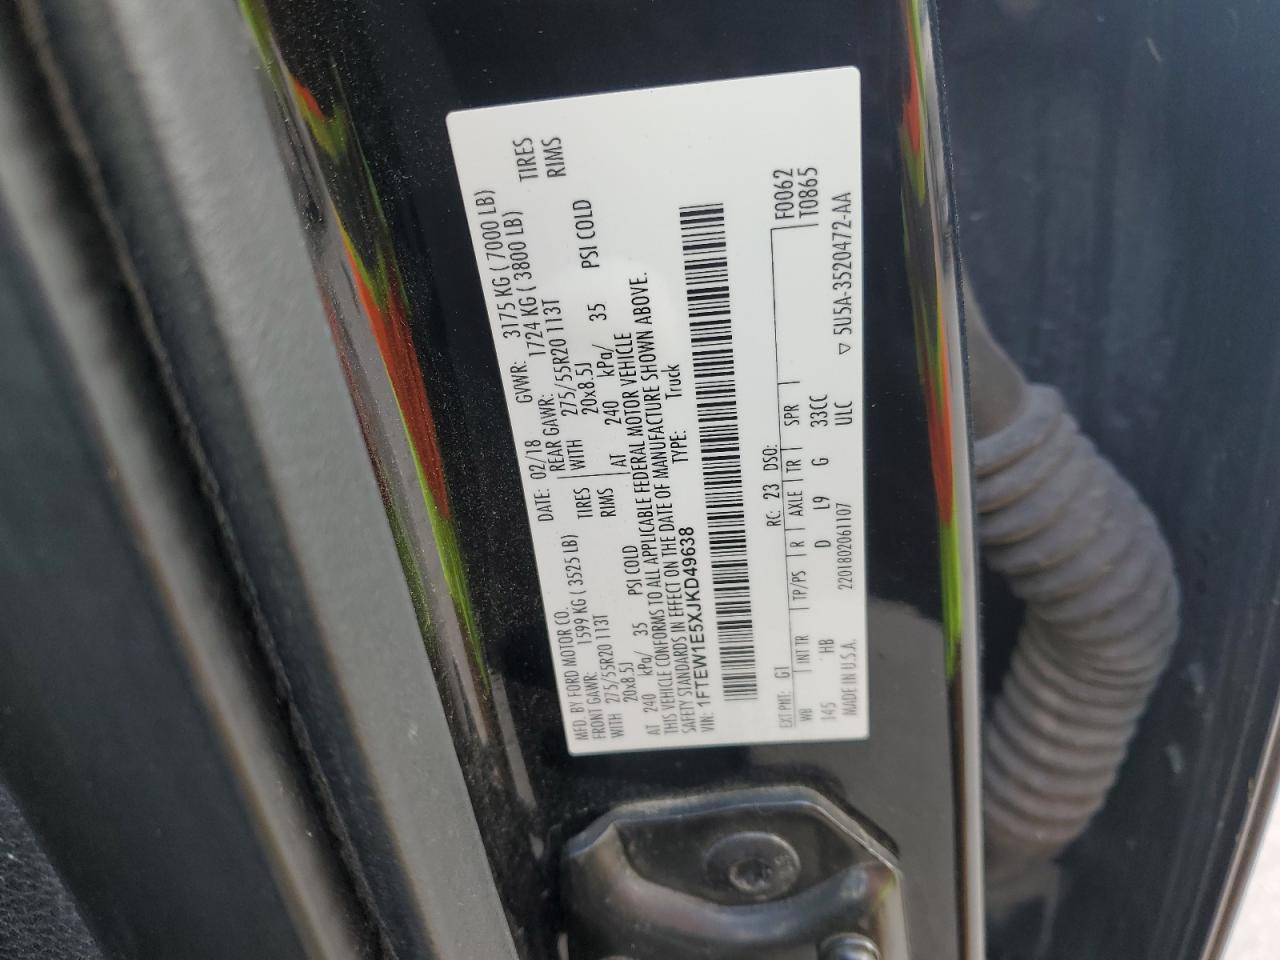 MFD. BY FORD MOTOR CO. DATE: 02/18 GVWR: 3175 KG ( 7000 LB)
FRONT GAWR: 1599 KG ( 3525 LB) REAR GAWR: 1724 KG ( 3800 LB)
WITH 275/55R20 113T TIRES WITH 275/55R20 113T TIRES
20x8.5J RIMS 20x8.5J RIMS
AT 240 kPa/ 35 PSI COLD AT 240 kPa/ 35 PSI COLD
THIS VEHICLE CONFORMS TO ALL APPLICABLE FEDERAL MOTOR VEHICLE
SAFETY STANDARDS IN EFFECT ON THE DATE OF MANUFACTURE SHOWN ABOVE.
VIN: 1FTEW1E5XJKD49638 TYPE: Truck
EXT PNT: G1 RC: 23 DSO: F0062
WB INT TR TP/PS R AXLE TR SPR T0865
145 HB D L9 G 33CC
MADE IN U.S.A. 2201802061107 ULC ▽ 5U5A-3520472-AA